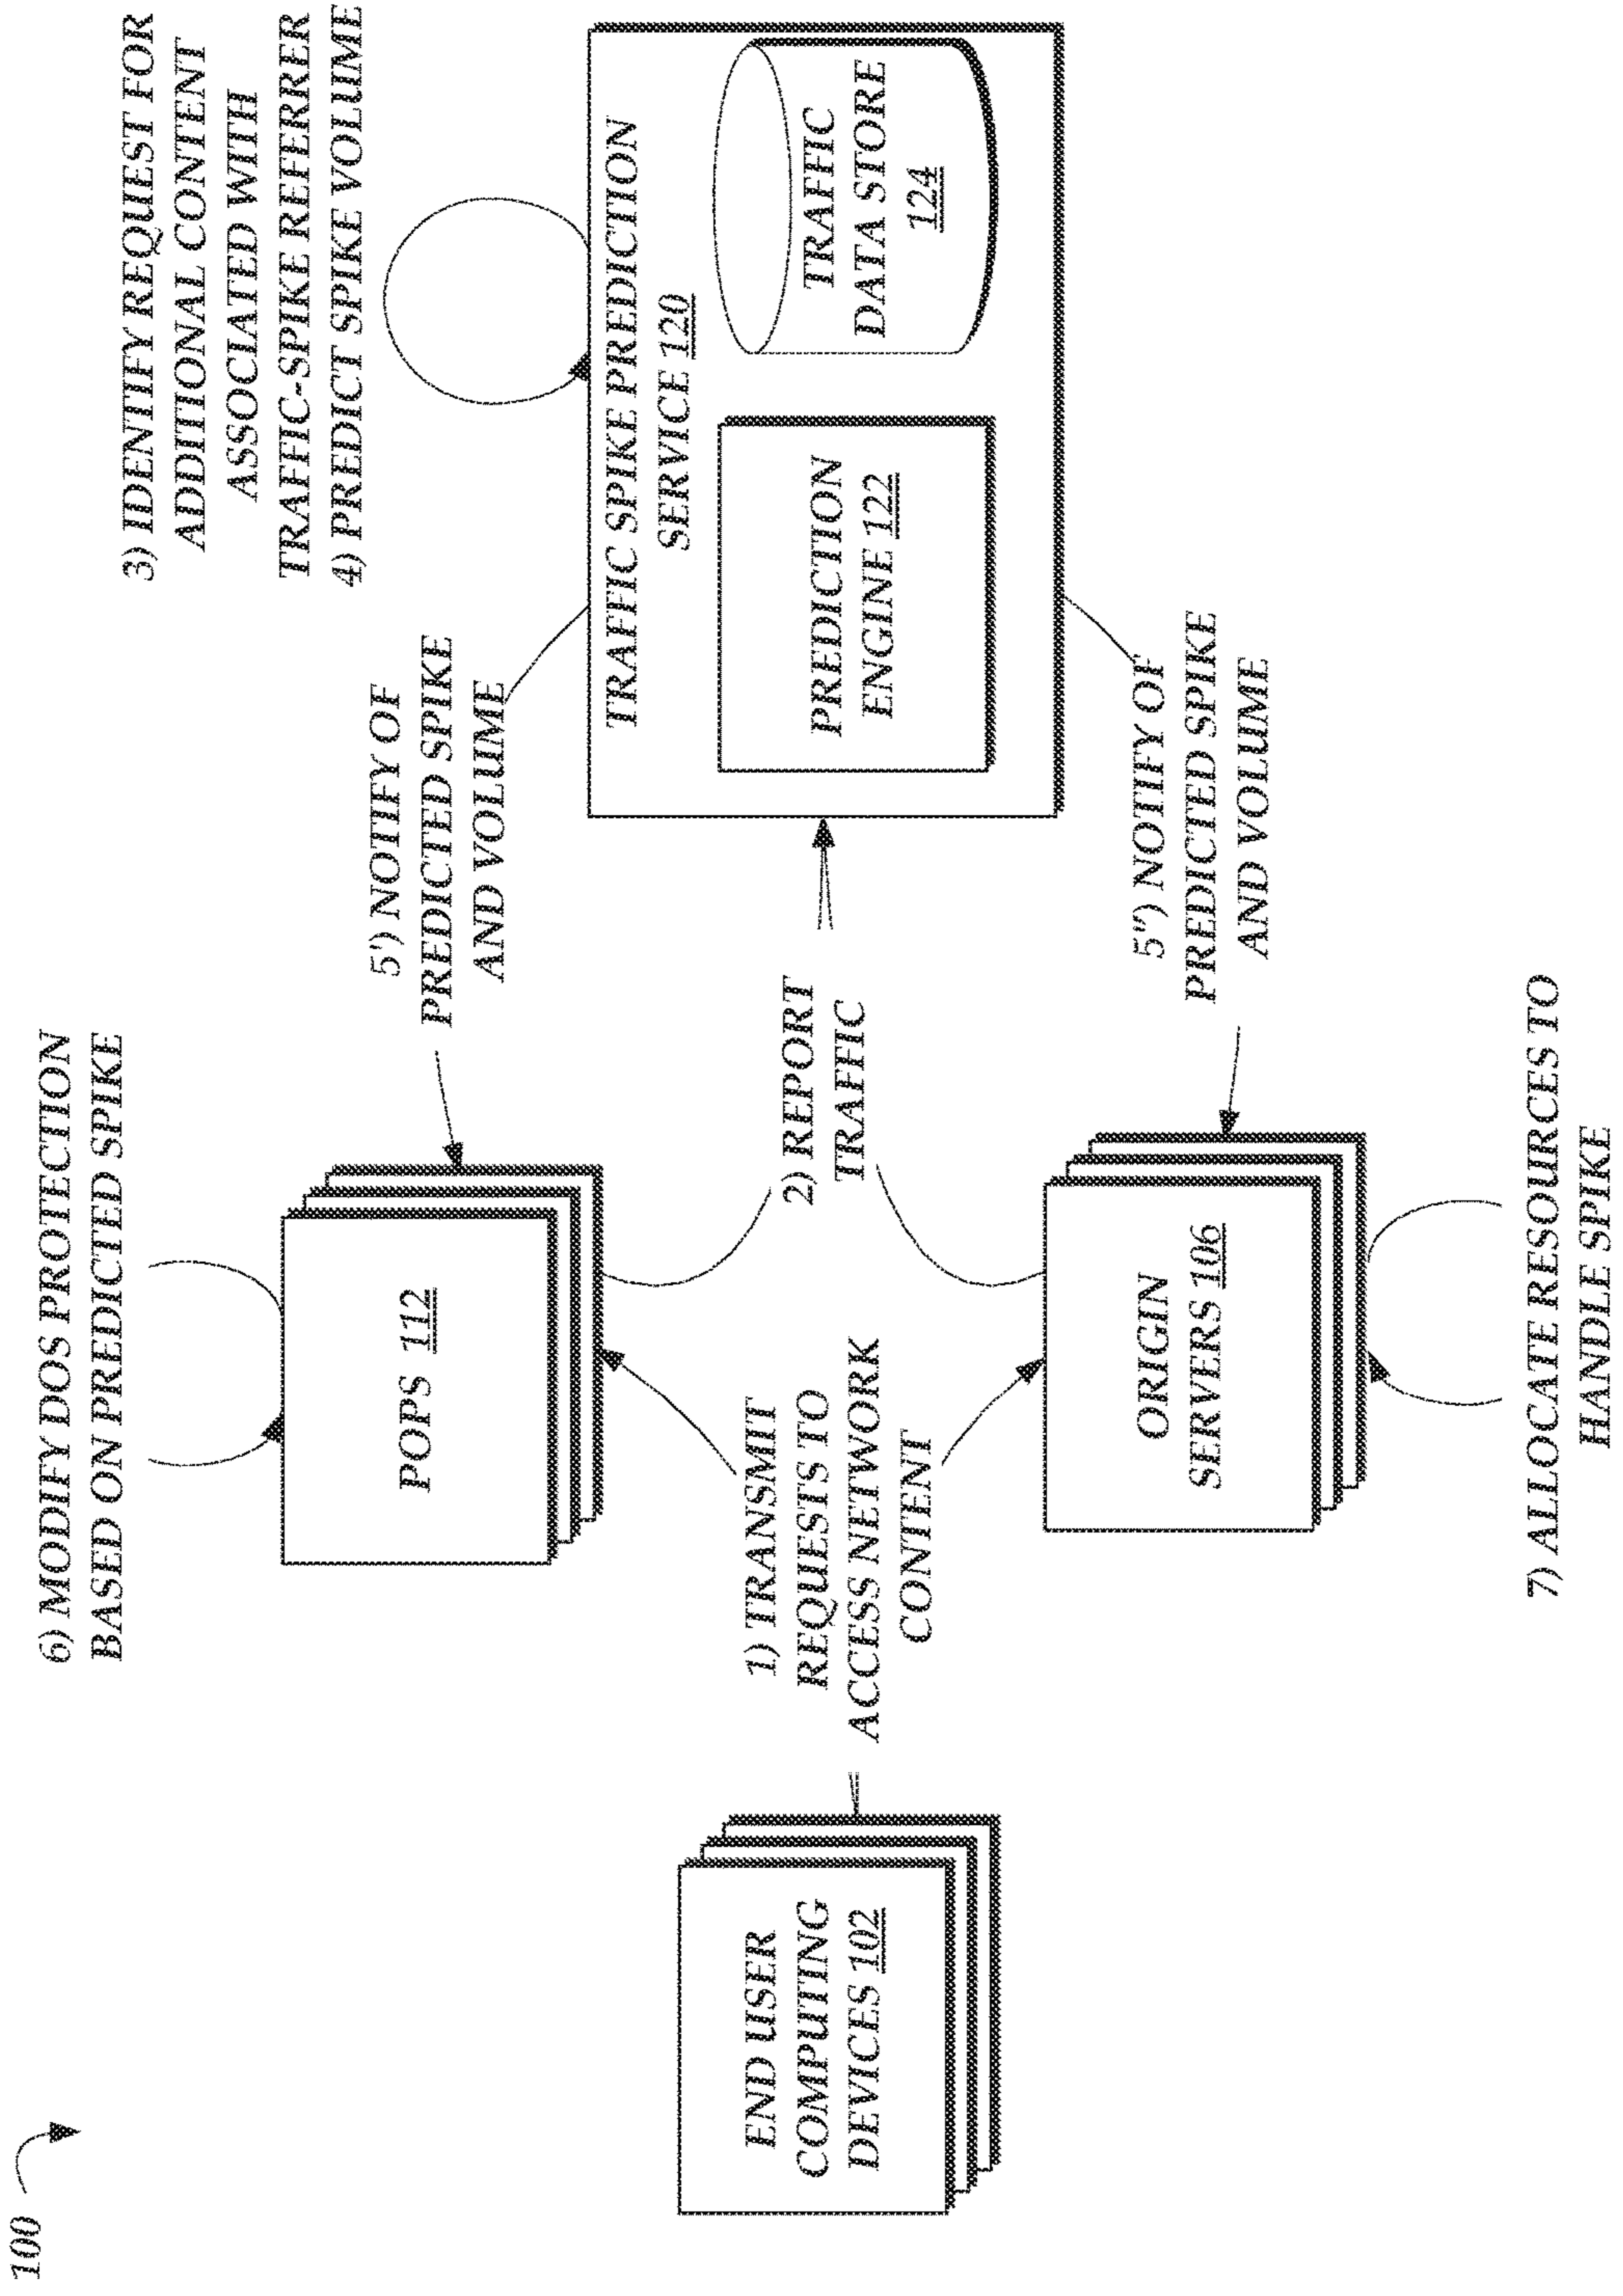 100
6) MODIFY DOS PROTECTION
BASED ON PREDICTED SPIKE
3) IDENTIFY REQUEST FOR
ADDITIONAL CONTENT
ASSOCIATED WITH
TRAFFIC-SPIKE REFERRER
4) PREDICT SPIKE VOLUME
5') NOTIFY OF
PREDICTED SPIKE
AND VOLUME
POPS 112
TRAFFIC SPIKE PREDICTION
SERVICE 120
END USER
COMPUTING
DEVICES 102
1) TRANSMIT
REQUESTS TO
ACCESS NETWORK
CONTENT
2) REPORT
TRAFFIC
PREDICTION
ENGINE 122
TRAFFIC
DATA STORE
124
ORIGIN
SERVERS 106
5'') NOTIFY OF
PREDICTED SPIKE
AND VOLUME
7) ALLOCATE RESOURCES TO
HANDLE SPIKE